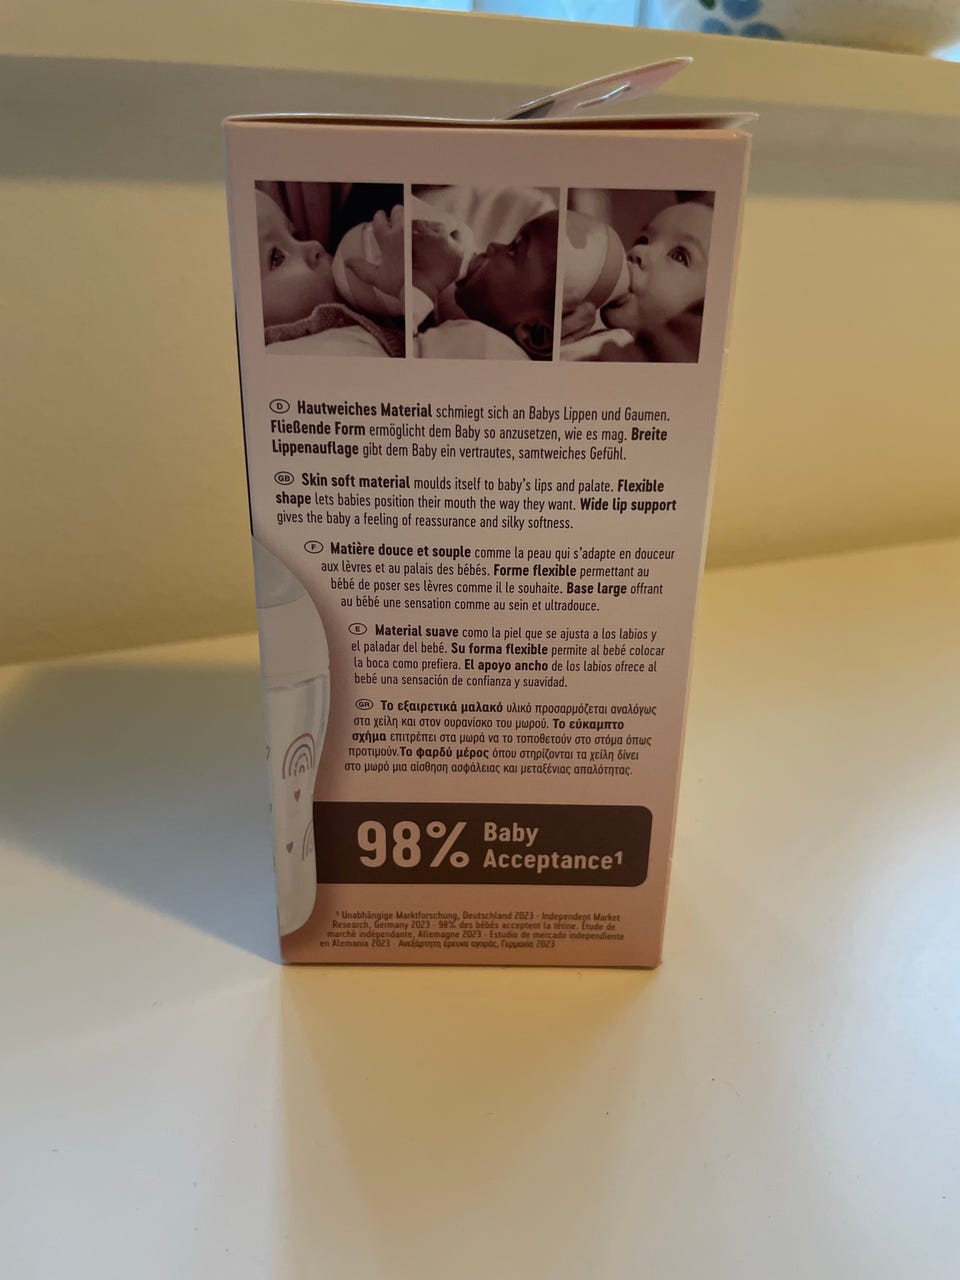 D Hautweiches Material schmiegt sich an Babys Lippen und Gaumen.
Fließende Form ermöglicht dem Baby so anzusetzen, wie es mag. Breite
Lippenauflage gibt dem Baby ein vertrautes, samtweiches Gefühl.
GB Skin soft material moulds itself to baby's lips and palate. Flexible
shape lets babies position their mouth the way they want. Wide lip support
gives the baby a feeling of reassurance and silky softness.
F Matière douce et souple comme la peau qui s'adapte en douceur
aux lèvres et au palais des bébés. Forme flexible permettant au
bébé de poser ses lèvres comme il le souhaite. Base large offrant
au bébé une sensation comme au sein et ultradouce.
E Material suave como la piel que se ajusta a los labios y
el paladar del bebé. Su forma flexible permite al bebé colocar
la boca como prefiera. El apoyo ancho de los labios ofrece al
bebé una sensación de confianza y suavidad.
GR Το εξαιρετικά μαλακό υλικό προσαρμόζεται αναλόγως
στα χείλη και στον ουρανίσκο του μωρού. Το εύκαμπτο
σχήμα επιτρέπει στα μωρά να το τοποθετούν στο στόμα όπως
προτιμούν.Το φαρδύ μέρος όπου στηρίζονται τα χείλη δίνει
στο μωρό μια αίσθηση ασφάλειας και μεταξένιας απαλότητας.
98% Baby
Acceptance¹
¹ Unabhängige Marktforschung, Deutschland 2023 · Independent Market
Research, Germany 2023 · 98% des bébés acceptent la tétine. Étude de
marché indépendante, Allemagne 2023 · Estudio de mercado independiente
en Alemania 2023 · Ανεξάρτητη έρευνα αγοράς, Γερμανία 2023